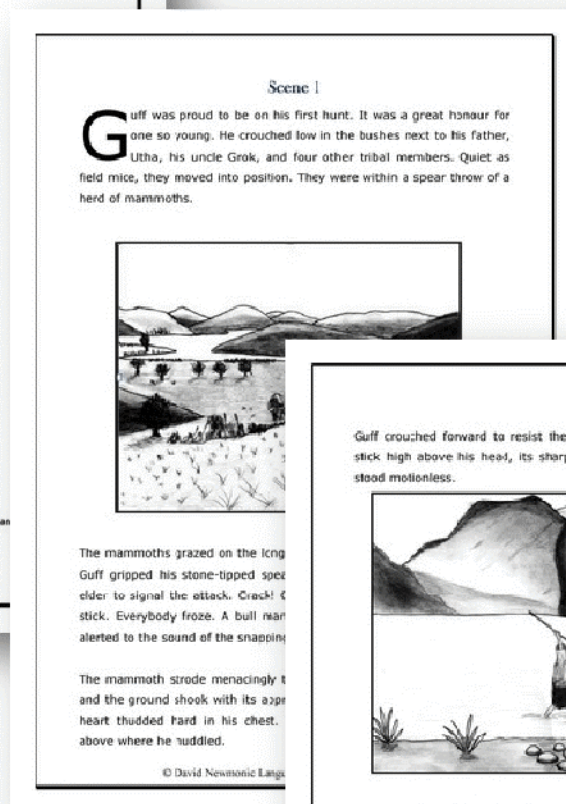 Scene 1
Guff was proud to be on his first hunt. It was a great honour for
one so young. He crouched low in the bushes next to his father,
Utha, his uncle Grok, and four other tribal members. Quiet as
field mice, they moved into position. They were within a spear throw of a
herd of mammoths.
The mammoths grazed on the long
Guff gripped his stone-tipped spea
elder to signal the attack. Crack!
stick. Everybody froze. A bull mam
alerted to the sound of the snapping
The mammoth strode menacingly t
and the ground shook with its appr
heart thudded hard in his chest.
above where he huddled.
© David Newmonic Langu
Guff crouched forward to resist the
stick high above his head, its sharp
stood motionless.